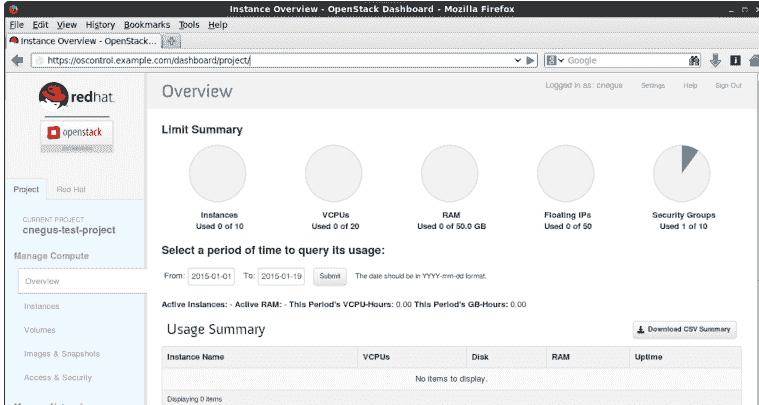 Instance Overview - OpenStack Dashboard - Mozilla Firefox
File Edit View History Bookmarks Tools Help
Instance Overview - OpenStack...
https://oscontrol.example.com/dashboard/project/
Google
redhat.
openstack
Overview
Logged in as: cnegus Settings Help Sign Out
Limit Summary
Instances
Used 0 of 10
VCPUs
Used 0 of 20
RAM
Used 0 of 50.0 GB
Floating IPs
Used 0 of 50
Security Groups
Used 1 of 10
Project Red Hat
CURRENT PROJECT
cnegus-test-project
Manage Compute
Overview
Instances
Volumes
Images & Snapshots
Access & Security
Select a period of time to query its usage:
From: 2015-01-01 To: 2015-01-19 Submit The date should be in YYYY-mm-dd format.
Active Instances: - Active RAM: - This Period's VCPU-Hours: 0.00 This Period's GB-Hours: 0.00
Usage Summary
Download CSV Summary
Instance Name VCPUs Disk RAM Uptime
No items to display.
Displaying 0 items